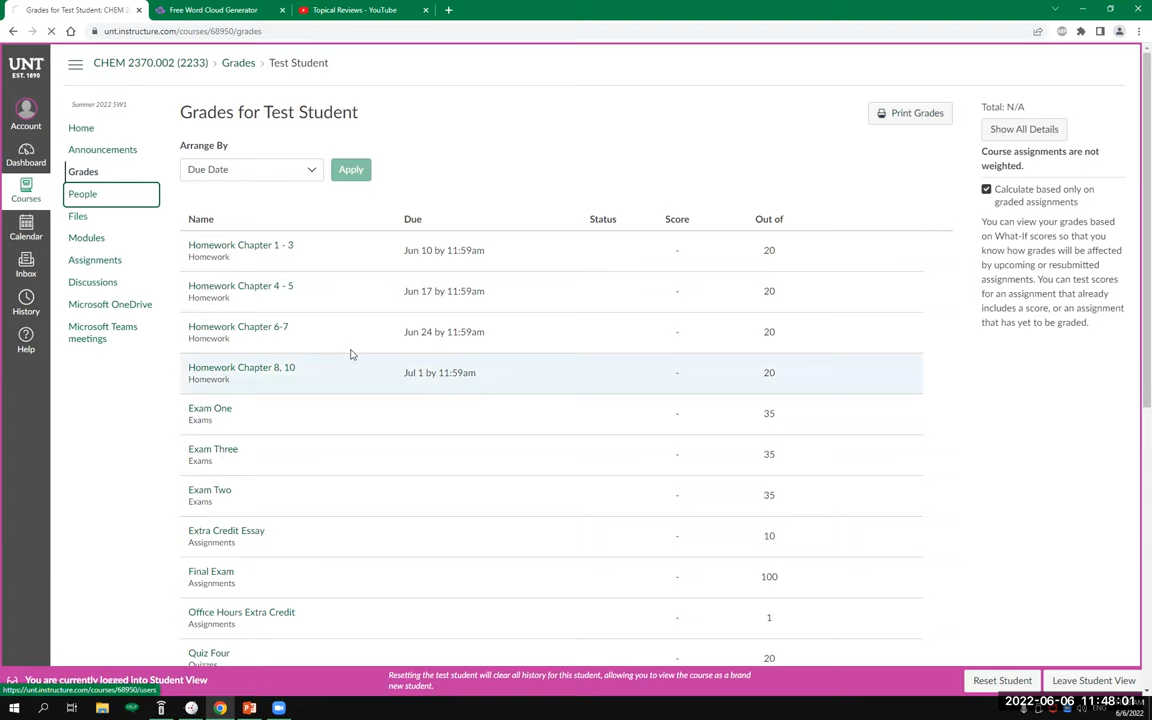 Grades for Test Student: CHEM 2
Free Word Cloud Generator
Topical Reviews - YouTube
unt.instructure.com/courses/68950/grades
UNT
EST. 1890
Account
Dashboard
Courses
Calendar
Inbox
History
Help
CHEM 2370.002 (2233) > Grades > Test Student
Summer 2022 5W1
Home
Announcements
Grades
People
Files
Modules
Assignments
Discussions
Microsoft OneDrive
Microsoft Teams
meetings
Grades for Test Student
Print Grades
Arrange By
Due Date
Apply
Name Due Status Score Out of
Homework Chapter 1 - 3 Jun 10 by 11:59am - 20
Homework
Homework Chapter 4 - 5 Jun 17 by 11:59am - 20
Homework
Homework Chapter 6-7 Jun 24 by 11:59am - 20
Homework
Homework Chapter 8, 10 Jul 1 by 11:59am - 20
Homework
Exam One - 35
Exams
Exam Three - 35
Exams
Exam Two - 35
Exams
Extra Credit Essay - 10
Assignments
Final Exam - 100
Assignments
Office Hours Extra Credit - 1
Assignments
Quiz Four - 20
Quizzes
Total: N/A
Show All Details
Course assignments are not
weighted.
Calculate based only on
graded assignments
You can view your grades based
on What-If scores so that you
know how grades will be affected
by upcoming or resubmitted
assignments. You can test scores
for an assignment that already
includes a score, or an assignment
that has yet to be graded.
You are currently logged into Student View
Resetting the test student will clear all history for this student, allowing you to view the course as a brand
new student.
Reset Student
Leave Student View
https://unt.instructure.com/courses/68950/users
2022-06-06 11:48:01
6/6/2022